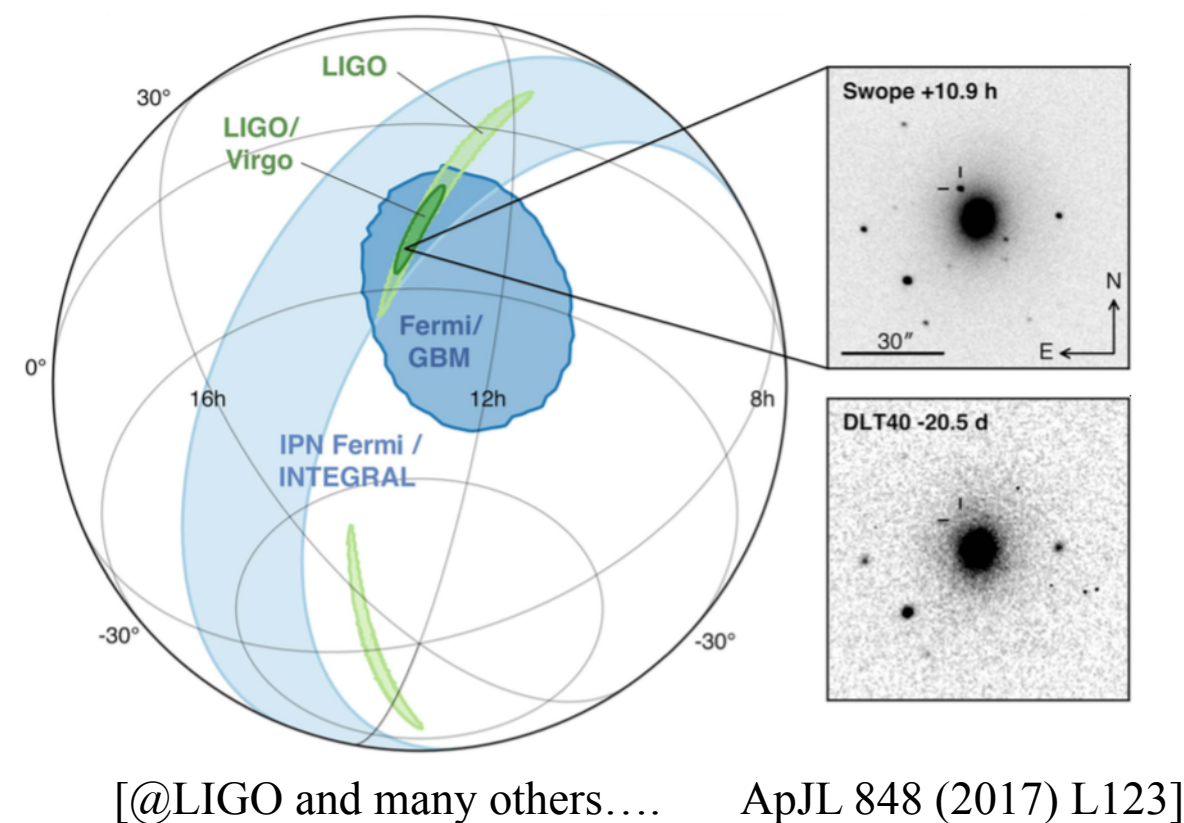 LIGO
30°
LIGO/
Virgo
Swope +10.9 h
N
30″
E
Fermi/
GBM
0°
16h
12h
8h
DLT40 -20.5 d
IPN Fermi /
INTEGRAL
-30°
-30°
[@LIGO and many others…. ApJL 848 (2017) L123]